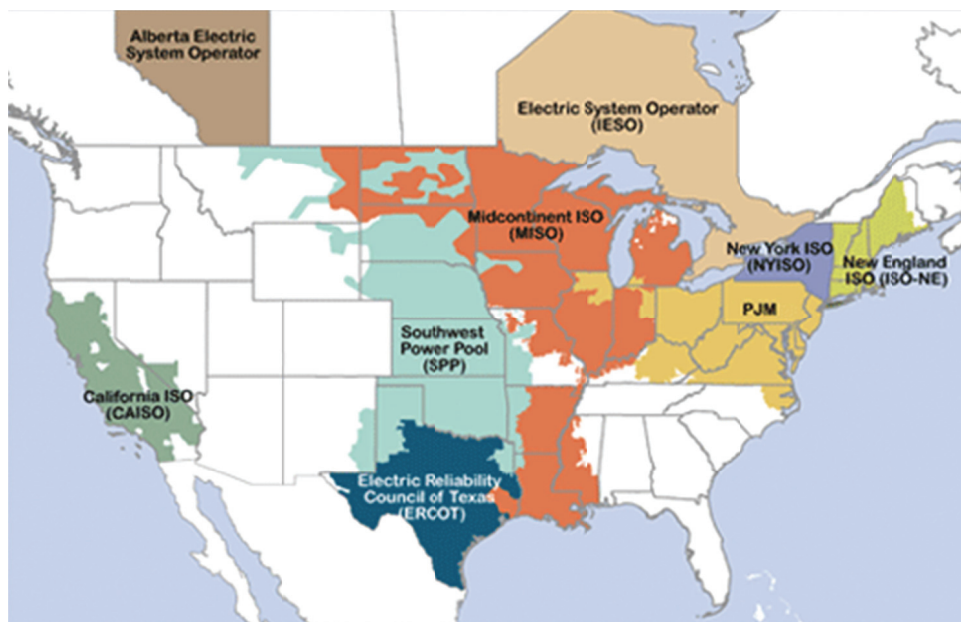 Alberta Electric
System Operator
Electric System Operator
(IESO)
Midcontinent ISO
(MISO)
New York ISO
(NYISO)
New England
ISO (ISO-NE)
PJM
Southwest
Power Pool
(SPP)
California ISO
(CAISO)
Electric Reliability
Council of Texas
(ERCOT)